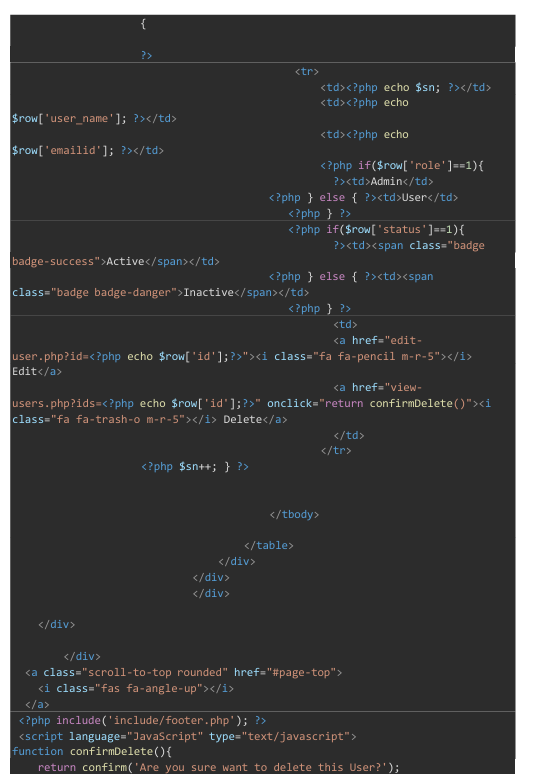 {
?>
<tr>
<td><?php echo $sn; ?></td>
<td><?php echo
$row['user_name']; ?></td>
<td><?php echo
$row['emailid']; ?></td>
<?php if($row['role']==1){
?><td>Admin</td>
<?php } else { ?><td>User</td>
<?php } ?>
<?php if($row['status']==1){
?><td><span class="badge
badge-success">Active</span></td>
<?php } else { ?><td><span
class="badge badge-danger">Inactive</span></td>
<?php } ?>
<td>
<a href="edit-
user.php?id=<?php echo $row['id'];?>"><i class="fa fa-pencil m-r-5"></i>
Edit</a>
<a href="view-
users.php?ids=<?php echo $row['id'];?>" onclick="return confirmDelete()"><i
class="fa fa-trash-o m-r-5"></i> Delete</a>
</td>
</tr>
<?php $sn++; } ?>
</tbody>
</table>
</div>
</div>
</div>
</div>
</div>
<a class="scroll-to-top rounded" href="#page-top">
<i class="fas fa-angle-up"></i>
</a>
<?php include('include/footer.php'); ?>
<script language="JavaScript" type="text/javascript">
function confirmDelete(){
return confirm('Are you sure want to delete this User?');